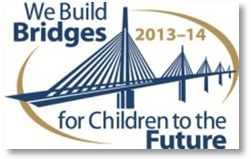 We Build
Bridges 2013–14
for Children to the
Future